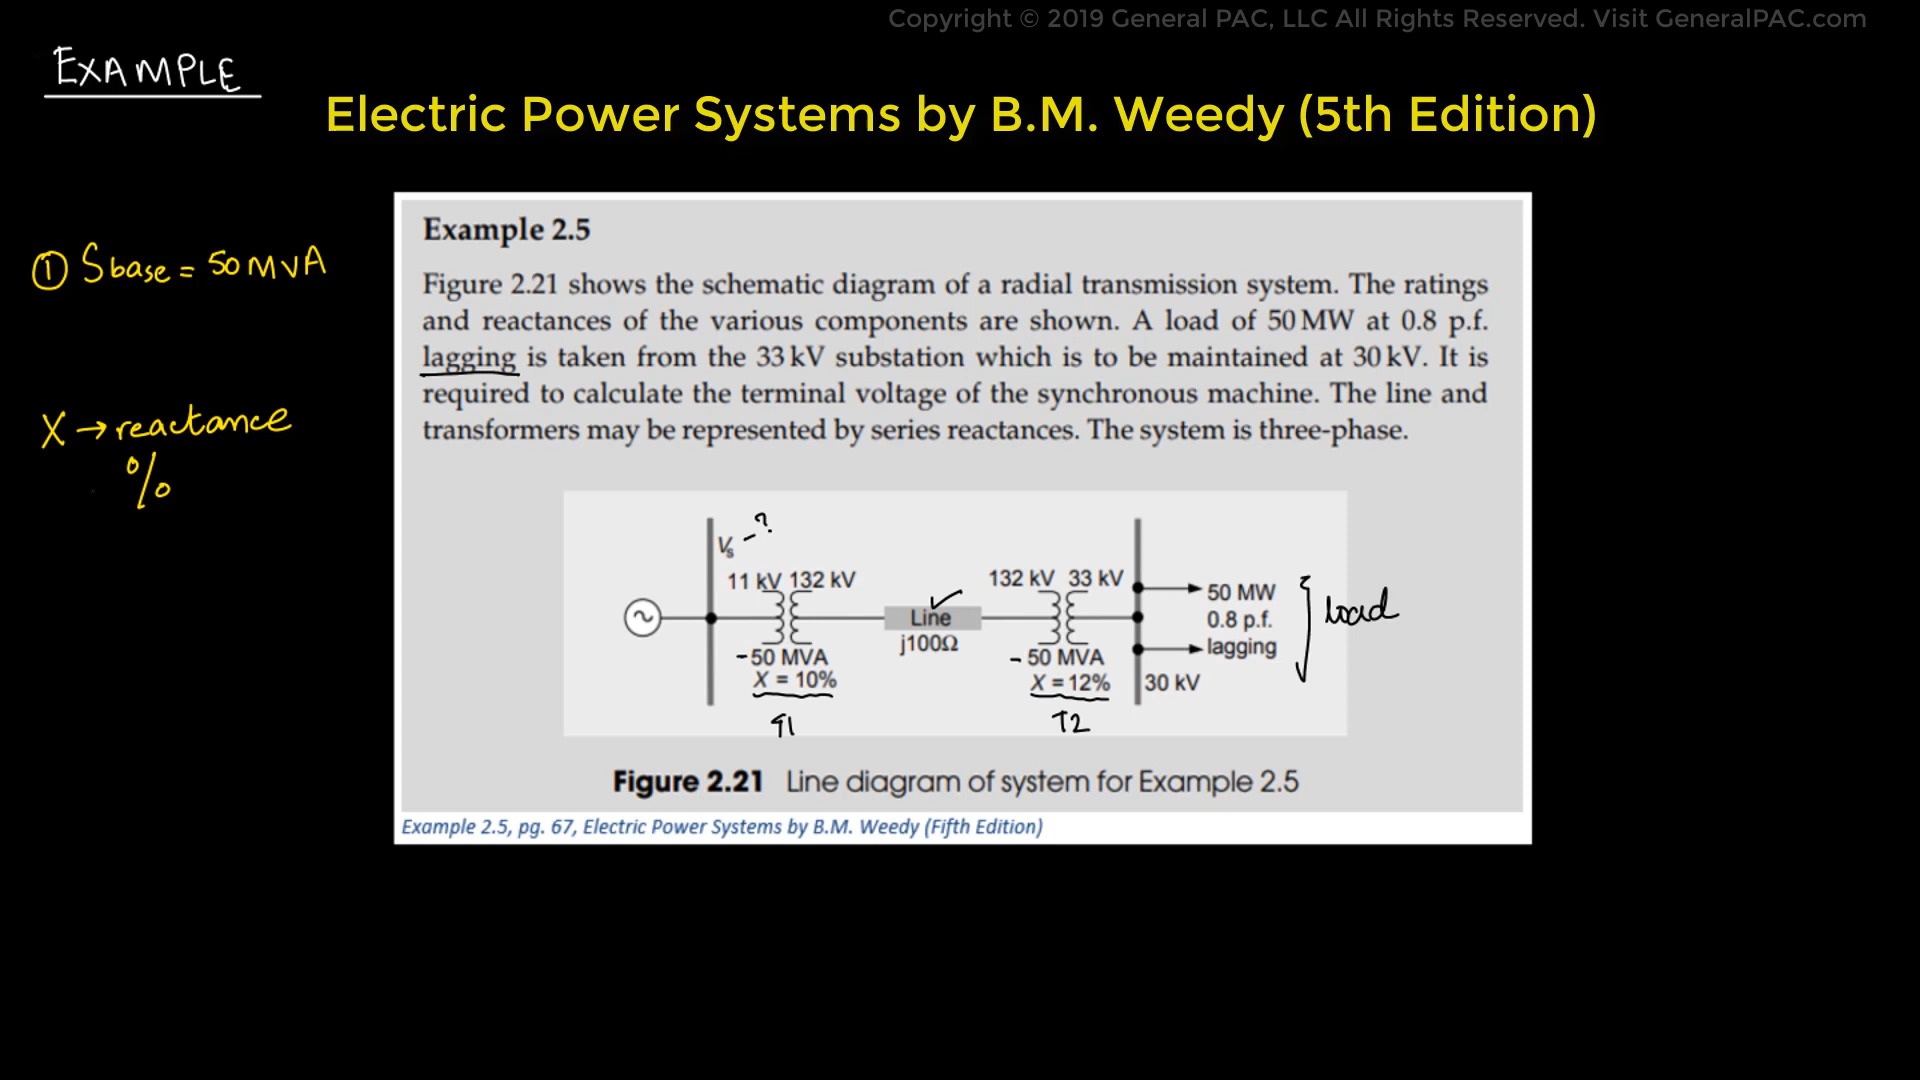 Copyright © 2019 General PAC, LLC All Rights Reserved. Visit GeneralPAC.com
EXAMPLE
Electric Power Systems by B.M. Weedy (5th Edition)
① Sbase = 50 MVA
X → reactance
%
Example 2.5
Figure 2.21 shows the schematic diagram of a radial transmission system. The ratings
and reactances of the various components are shown. A load of 50 MW at 0.8 p.f.
lagging is taken from the 33 kV substation which is to be maintained at 30 kV. It is
required to calculate the terminal voltage of the synchronous machine. The line and
transformers may be represented by series reactances. The system is three-phase.
Vs - ?
11 kV 132 kV
132 kV 33 kV
Line
j100Ω
- 50 MVA
X = 10%
T1
- 50 MVA
X = 12%
T2
50 MW
0.8 p.f.
lagging
30 kV
load
Figure 2.21 Line diagram of system for Example 2.5
Example 2.5, pg. 67, Electric Power Systems by B.M. Weedy (Fifth Edition)